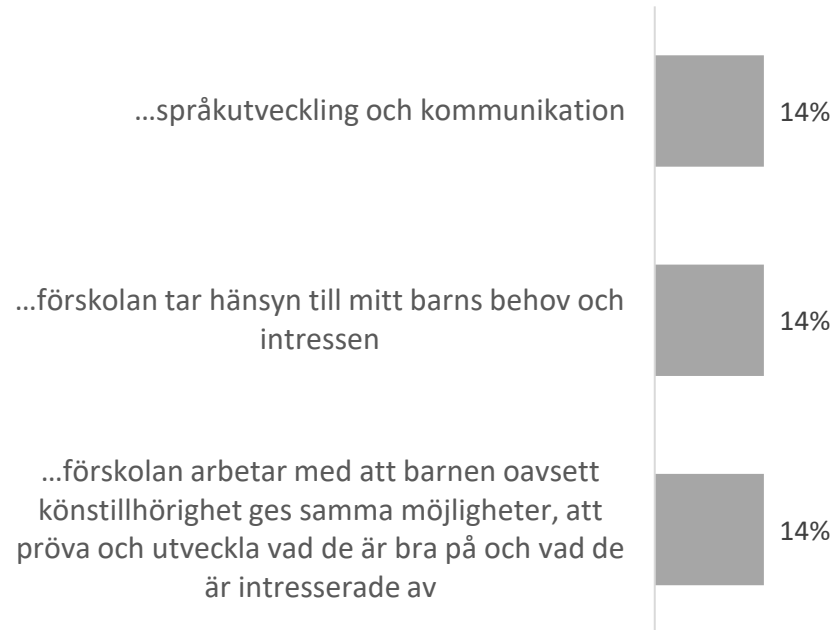 ...språkutveckling och kommunikation
14%
...förskolan tar hänsyn till mitt barns behov och
intressen
14%
...förskolan arbetar med att barnen oavsett
könstillhörighet ges samma möjligheter, att
pröva och utveckla vad de är bra på och vad de
är intresserade av
14%